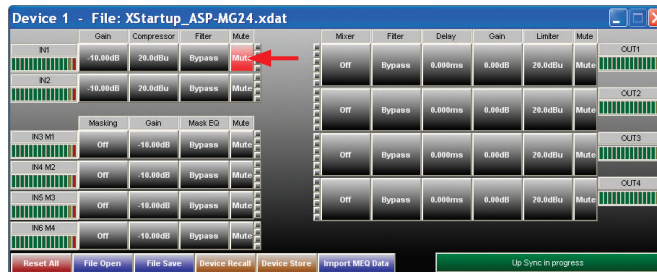 Device 1 - File: XStartup_ASP-MG24.xdat
Gain Compressor Filter Mute
IN1 -10.00dB 20.0dBu Bypass Mute
IN2 -10.00dB 20.0dBu Bypass Mute
Masking Gain Mask EQ Mute
IN3 M1 Off -10.00dB Bypass Mute
IN4 M2 Off -10.00dB Bypass Mute
IN5 M3 Off -10.00dB Bypass Mute
IN6 M4 Off -10.00dB Bypass Mute
Mixer Filter Delay Gain Limiter Mute
Off Bypass 0.000ms 0.00dB 20.0dBu Mute OUT1
Off Bypass 0.000ms 0.00dB 20.0dBu Mute OUT2
Off Bypass 0.000ms 0.00dB 20.0dBu Mute OUT3
Off Bypass 0.000ms 0.00dB 20.0dBu Mute OUT4
Reset All File Open File Save Device Recall Device Store Import MEQ Data Up Sync in progress